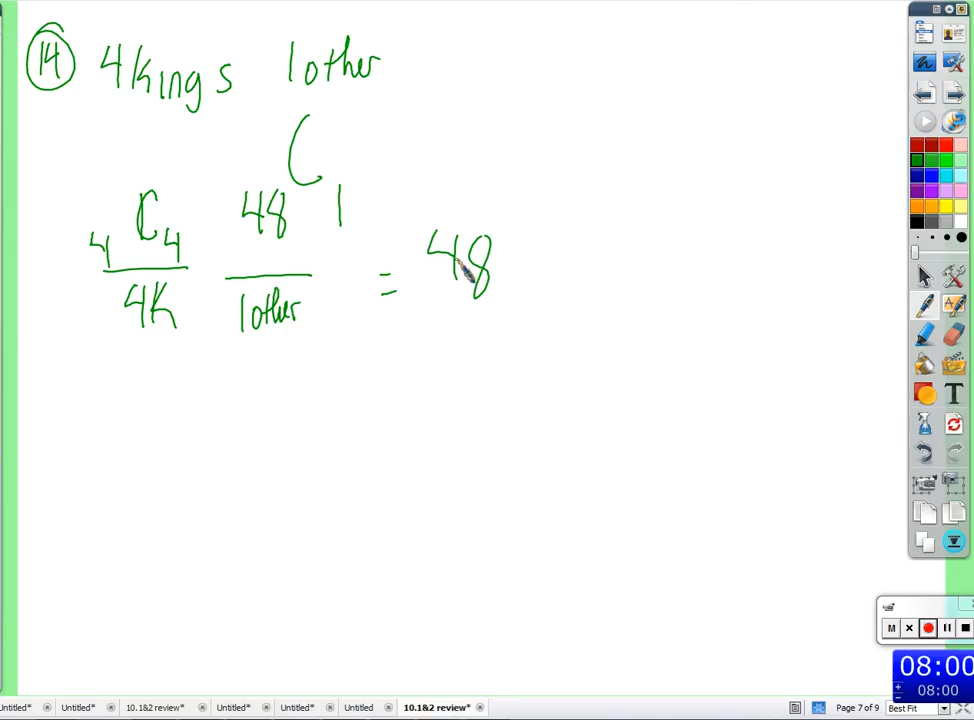 14 4 Kings 1 other
4 C 4 48 C 1
4K 1 other = 48
M
08:00
08:00
Untitled* Untitled* 10.1&2 review* Untitled* Untitled* Untitled 10.1&2 review* Page 7 of 9 Best Fit